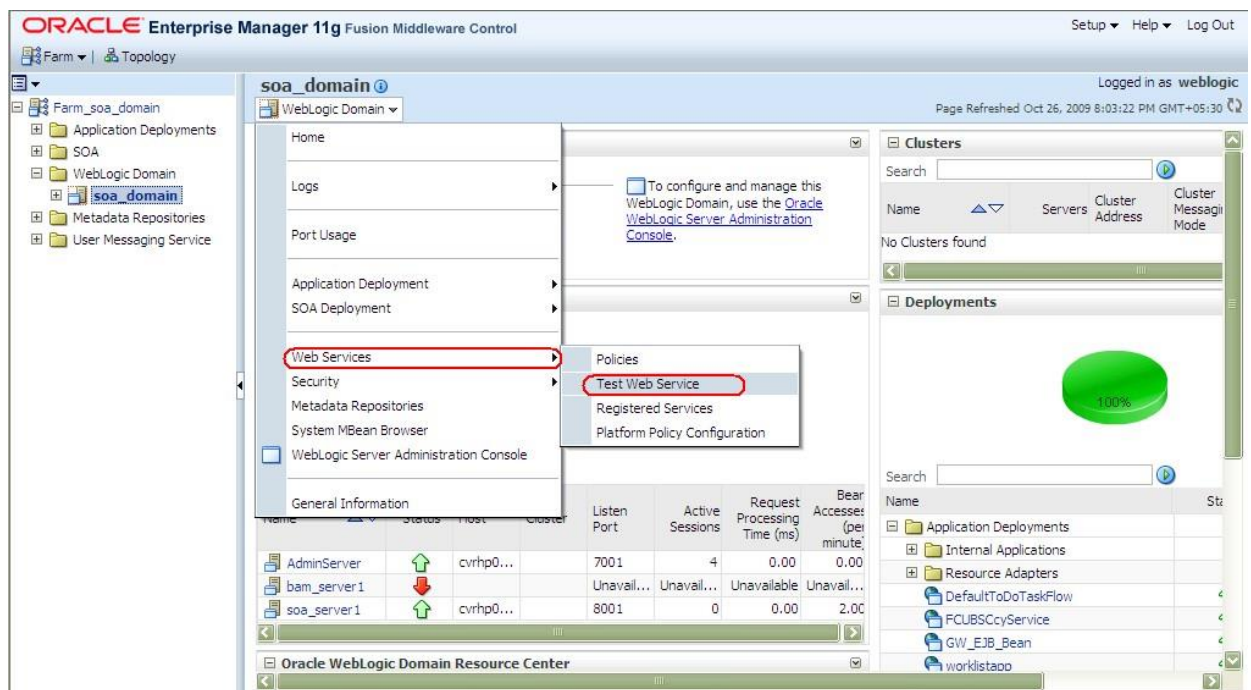 ORACLE Enterprise Manager 11g Fusion Middleware Control
Setup Help Log Out
Farm Topology
soa_domain
Logged in as weblogic
WebLogic Domain
Page Refreshed Oct 26, 2009 8:03:22 PM GMT+05:30
Farm_soa_domain
Application Deployments
SOA
WebLogic Domain
soa_domain
Metadata Repositories
User Messaging Service
Home
Logs
Port Usage
Application Deployment
SOA Deployment
Web Services
Security
Metadata Repositories
System MBean Browser
WebLogic Server Administration Console
General Information
Policies
Test Web Service
Registered Services
Platform Policy Configuration
To configure and manage this
WebLogic Domain, use the Oracle
WebLogic Server Administration
Console.
Clusters
Search
Name Servers Cluster Address Cluster Messagi Mode
No Clusters found
Deployments
100%
Search
Name Sta
Application Deployments
Internal Applications
Resource Adapters
DefaultToDoTaskFlow
FCUBSCcyService
GW_EJB_Bean
worklistapp
Name Status Host Cluster Listen Port Active Sessions Request Processing Time (ms) Bean Accesses (per minute)
AdminServer cvrhp0... 7001 4 0.00 0.00
bam_server1 Unavail... Unavail... Unavailable Unavail...
soa_server1 cvrhp0... 8001 0 0.00 2.00
Oracle WebLogic Domain Resource Center